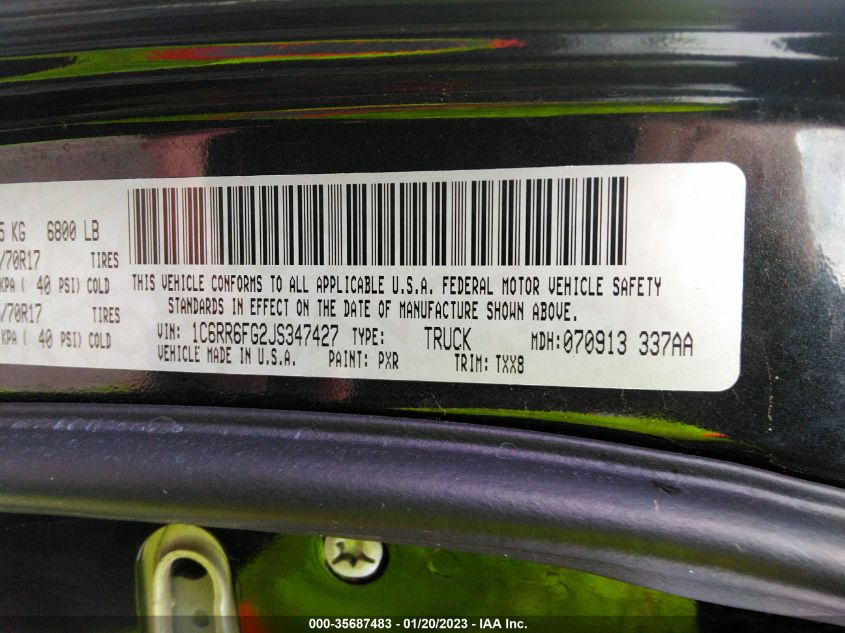 5 KG 6800 LB
/70R17 TIRES
KPA ( 40 PSI) COLD
/70R17 TIRES
KPA ( 40 PSI) COLD
THIS VEHICLE CONFORMS TO ALL APPLICABLE U.S.A. FEDERAL MOTOR VEHICLE SAFETY
STANDARDS IN EFFECT ON THE DATE OF MANUFACTURE SHOWN ABOVE.
VIN: 1C6RR6FG2JS347427 TYPE: TRUCK MDH:070913 337AA
VEHICLE MADE IN U.S.A. PAINT: PXR TRIM: TXX8
000-35687483 - 01/20/2023 - IAA Inc.